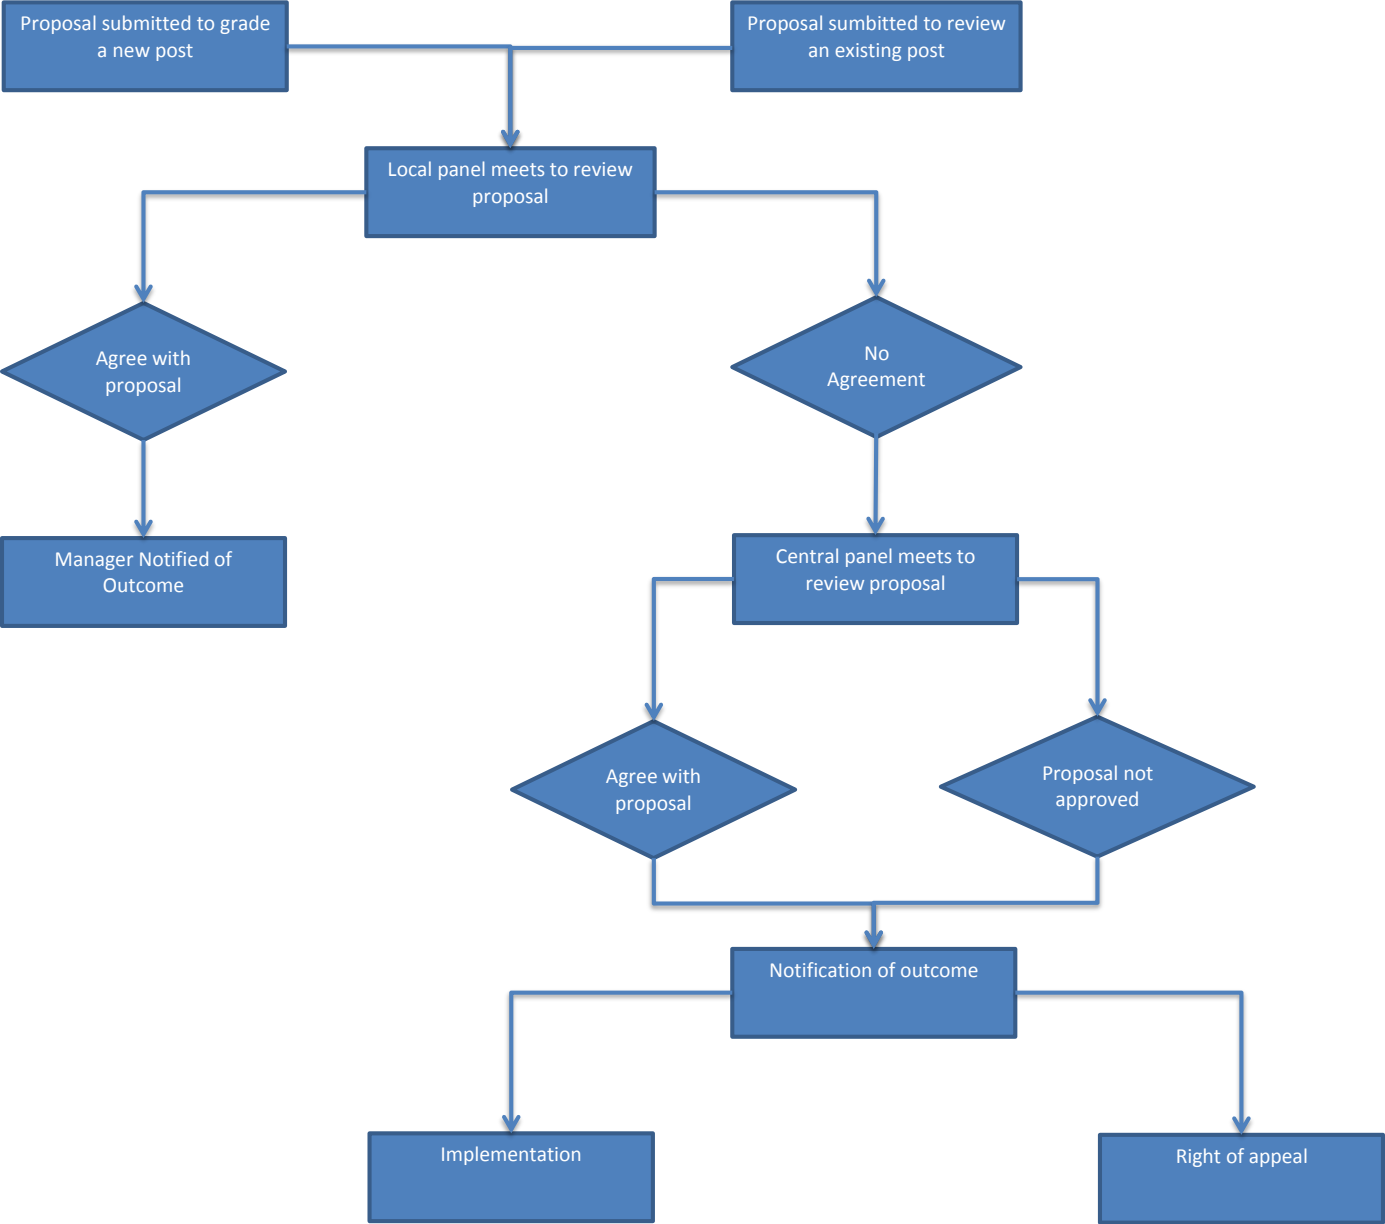 Proposal submitted to grade
a new post
Proposal sumbitted to review
an existing post
Local panel meets to review
proposal
Agree with
proposal
No
Agreement
Manager Notified of
Outcome
Central panel meets to
review proposal
Agree with
proposal
Proposal not
approved
Notification of outcome
Implementation
Right of appeal